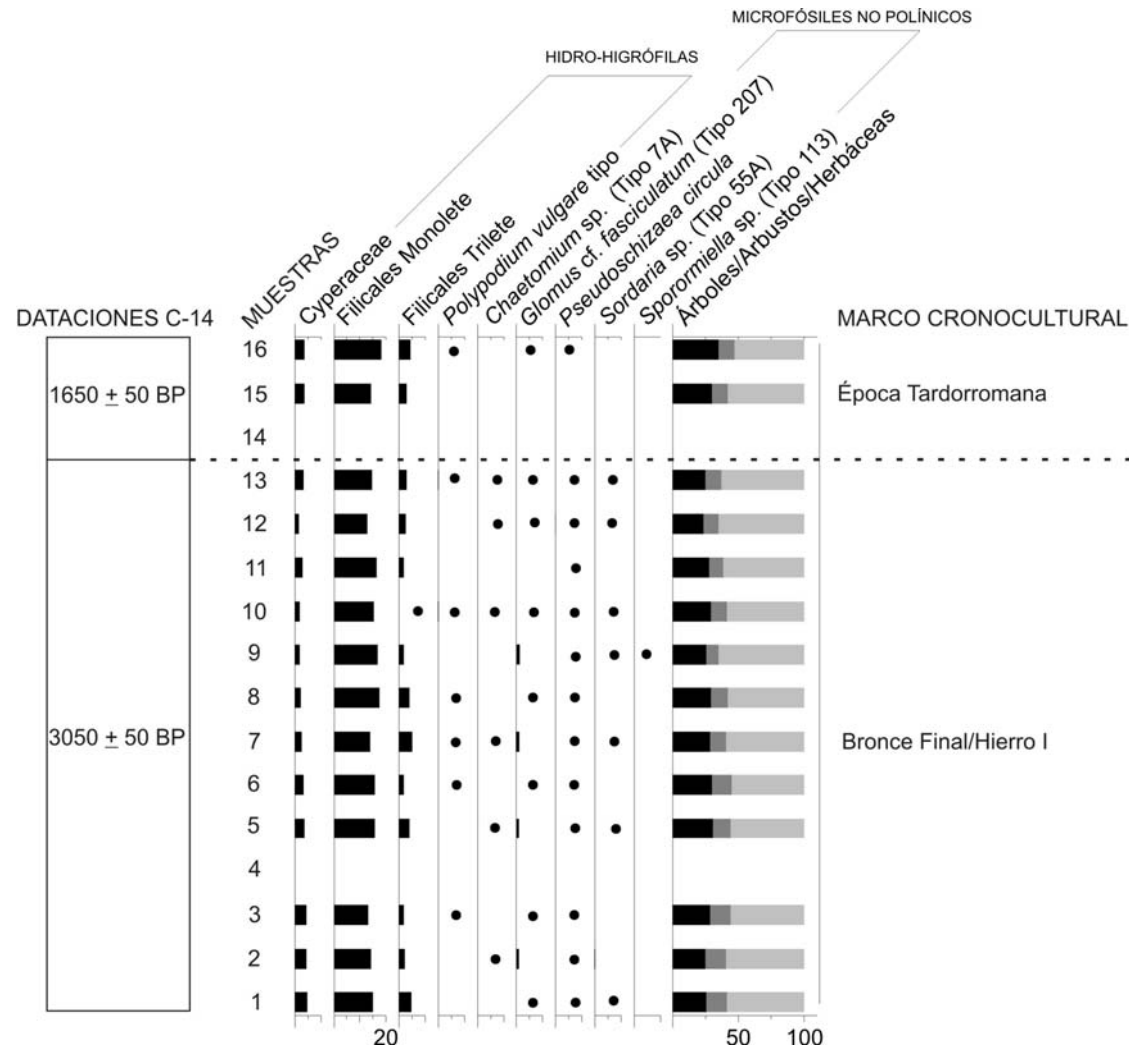 MICROFÓSILES NO POLÍNICOS
HIDRO-HIGRÓFILAS
DATACIONES C-14
MUESTRAS
Cyperaceae
Filicales Monolete
Filicales Trilete
Polypodium vulgare tipo
Chaetomium sp. (Tipo 7A)
Glomus cf. fasciculatum (Tipo 207)
Pseudoschizaea circula
Sordaria sp. (Tipo 55A)
Sporormiella sp. (Tipo 113)
Árboles/Arbustos/Herbáceas
MARCO CRONOCULTURAL
16
1650 ± 50 BP
15
Época Tardorromana
14
13
12
11
10
9
8
3050 ± 50 BP
7
Bronce Final/Hierro I
6
5
4
3
2
1
20
50
100